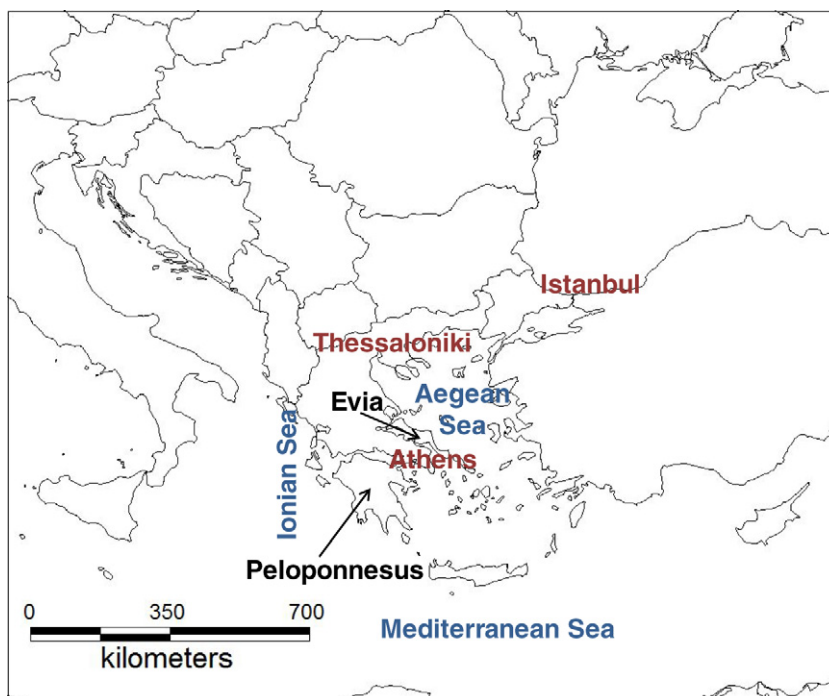 Istanbul
Thessaloniki
Evia
Aegean
Sea
Athens
Ionian Sea
Peloponnesus
0 350 700
kilometers
Mediterranean Sea